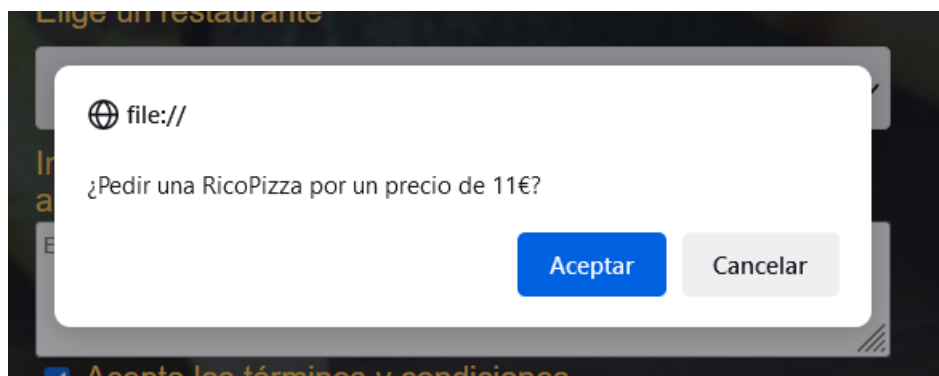 Elige un restaurante
file://
¿Pedir una RicoPizza por un precio de 11€?
Aceptar
Cancelar
Acepto los términos y condiciones